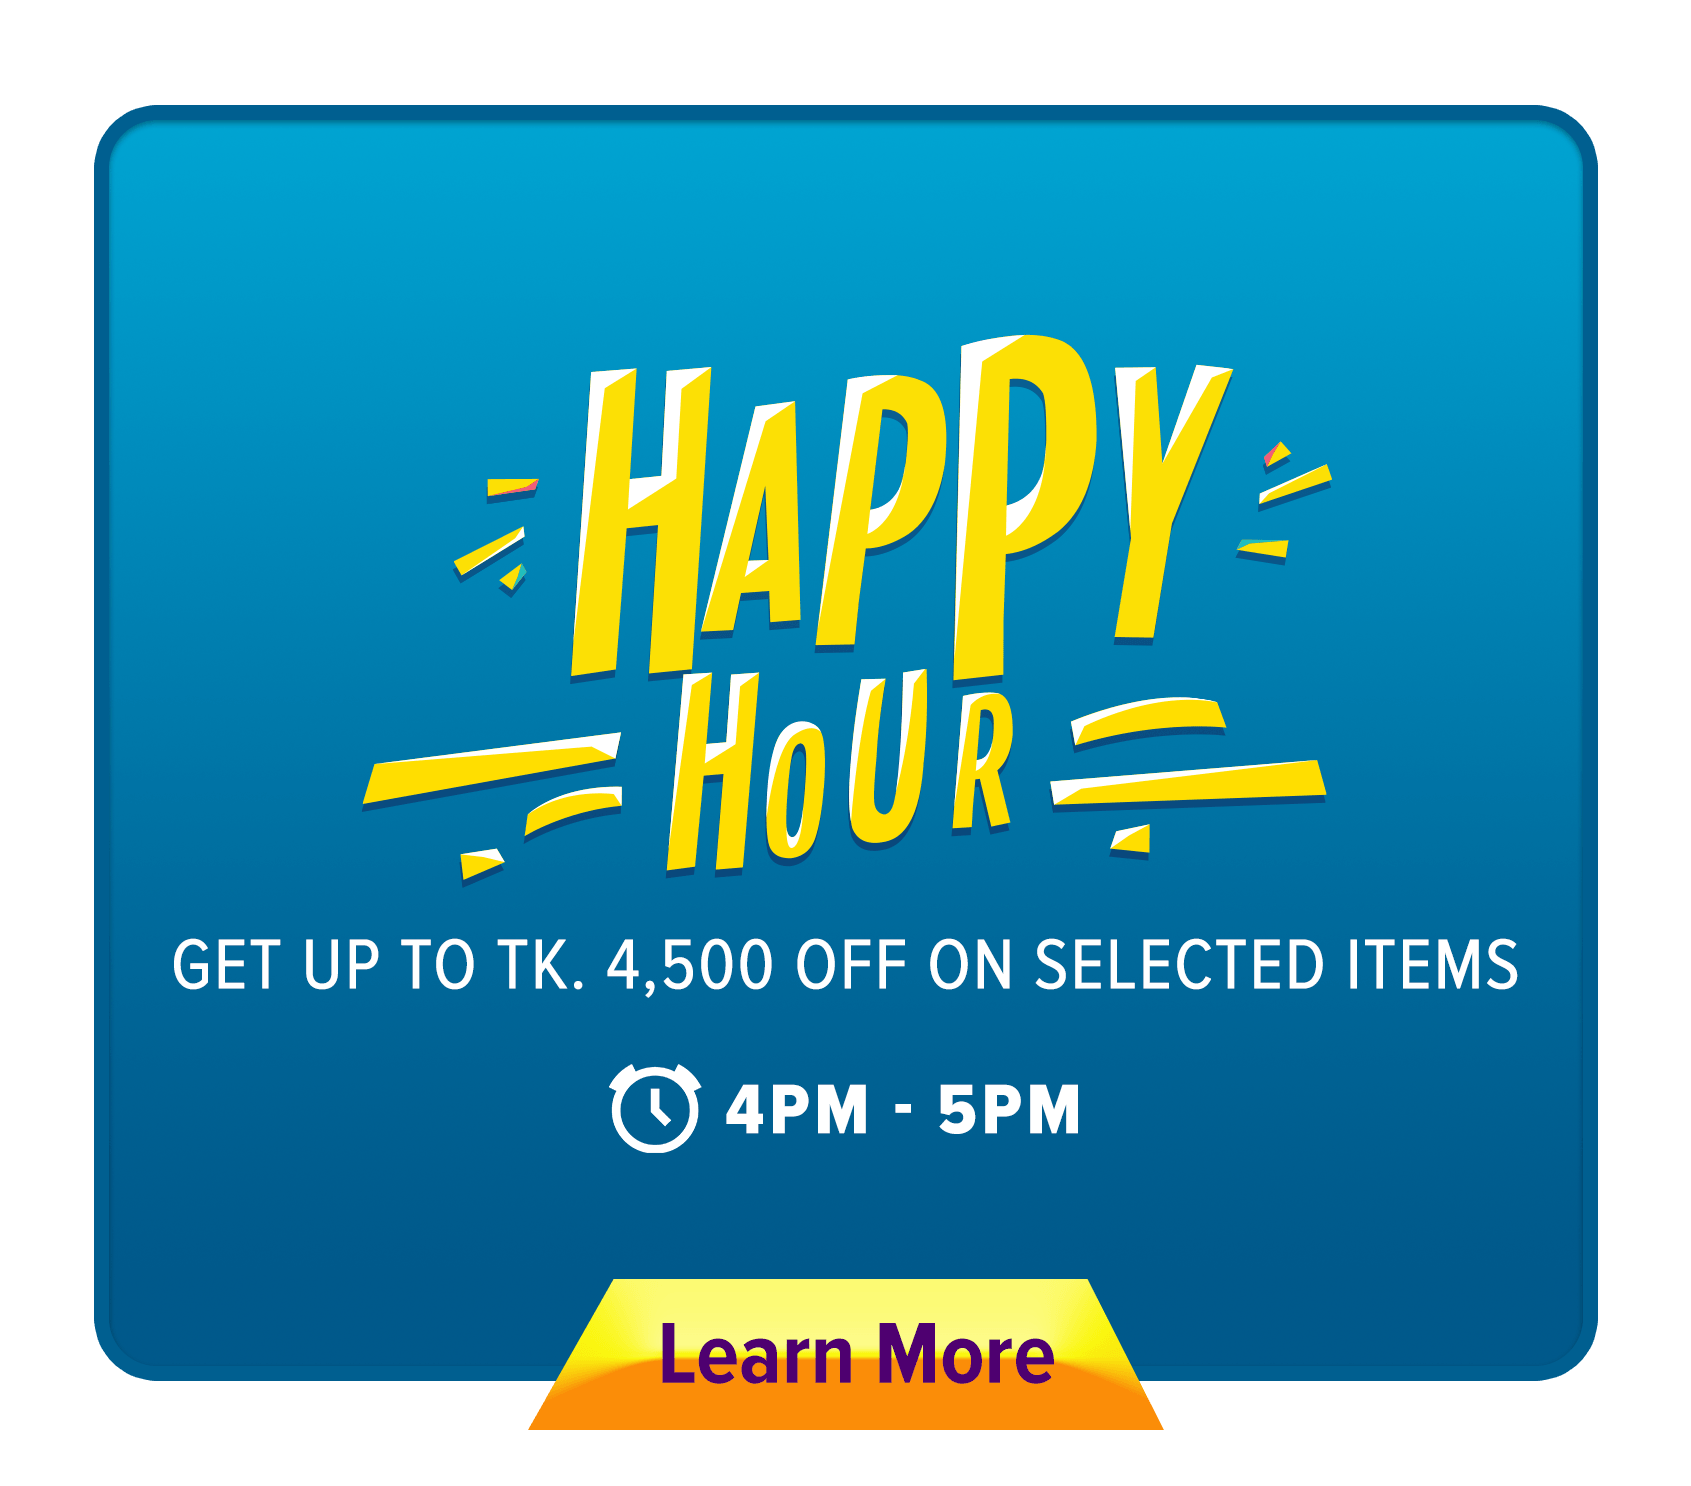 HAPPY
HOUR
GET UP TO TK. 4,500 OFF ON SELECTED ITEMS
4PM - 5PM
Learn More